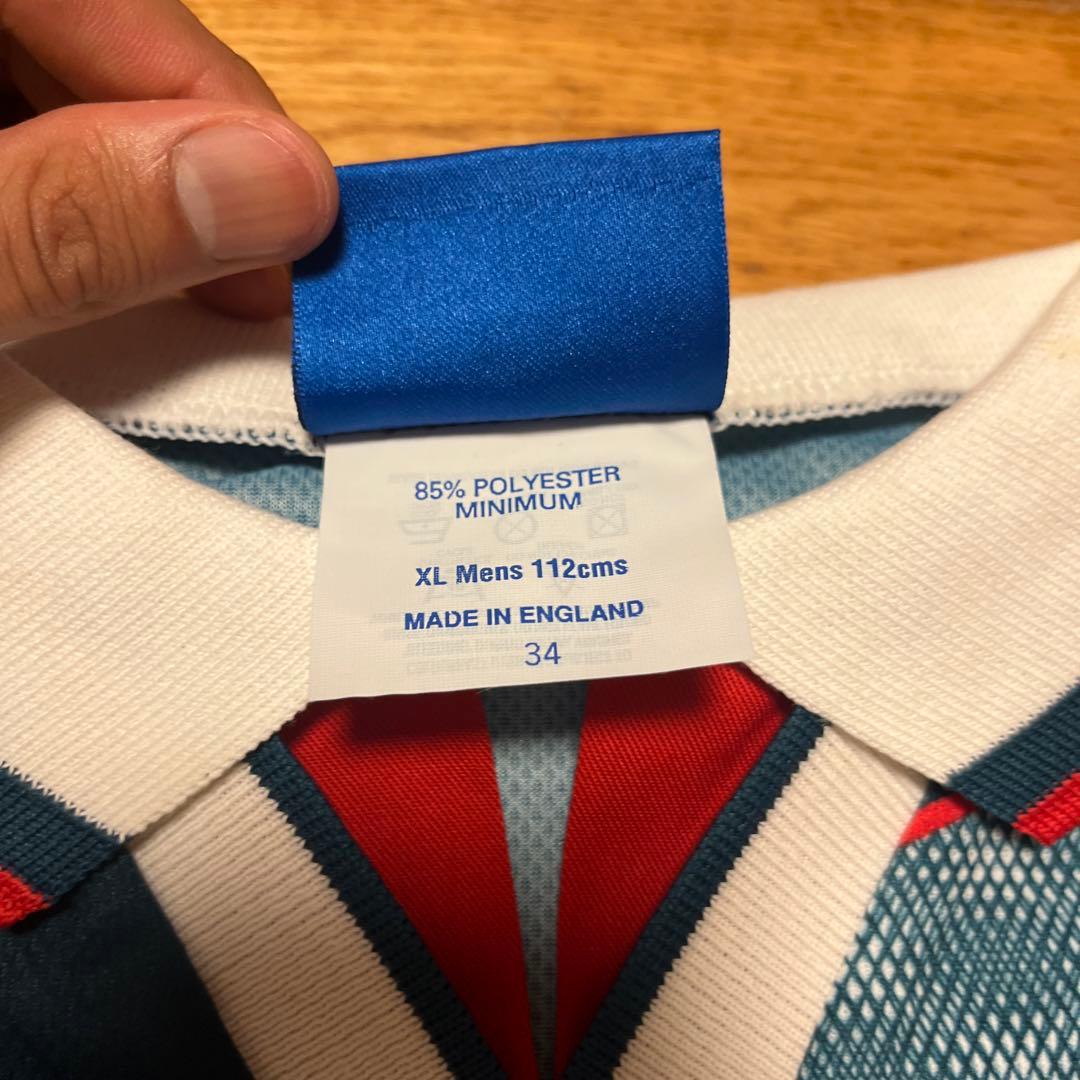 85% POLYESTER
MINIMUM
XL Mens 112cms
MADE IN ENGLAND
34